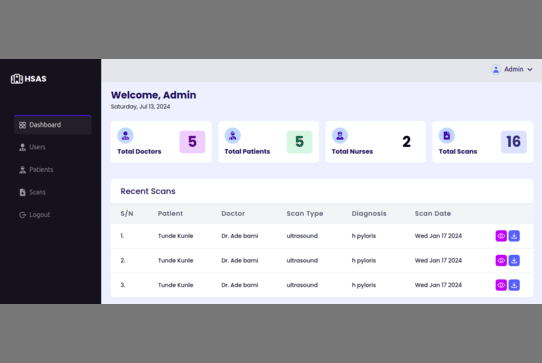 HSAS
Admin
Dashboard
Users
Patients
Scans
Logout
Welcome, Admin
Saturday, Jul 13, 2024
Total Doctors 5
Total Patients 5
Total Nurses 2
Total Scans 16
Recent Scans
S/N Patient Doctor Scan Type Diagnosis Scan Date
1. Tunde Kunle Dr. Ade bami ultrasound h pyloris Wed Jan 17 2024
2. Tunde Kunle Dr. Ade bami ultrasound h pyloris Wed Jan 17 2024
3. Tunde Kunle Dr. Ade bami ultrasound h pyloris Wed Jan 17 2024